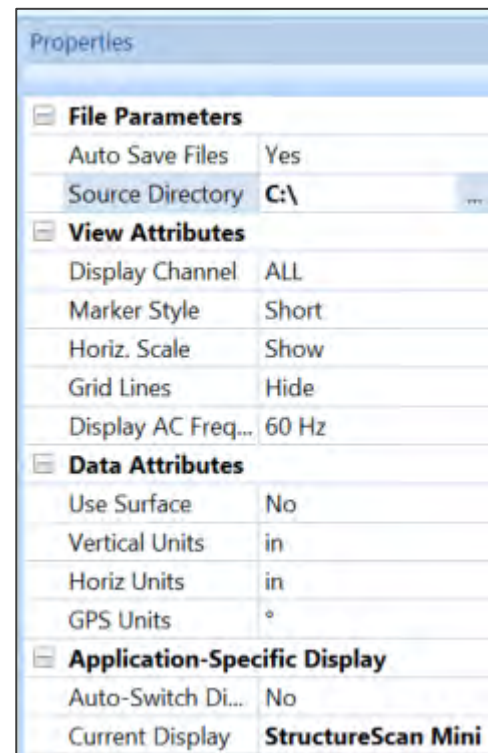 Properties
File Parameters
Auto Save Files Yes
Source Directory C:\ ...
View Attributes
Display Channel ALL
Marker Style Short
Horiz. Scale Show
Grid Lines Hide
Display AC Freq... 60 Hz
Data Attributes
Use Surface No
Vertical Units in
Horiz Units in
GPS Units °
Application-Specific Display
Auto-Switch Di... No
Current Display StructureScan Mini